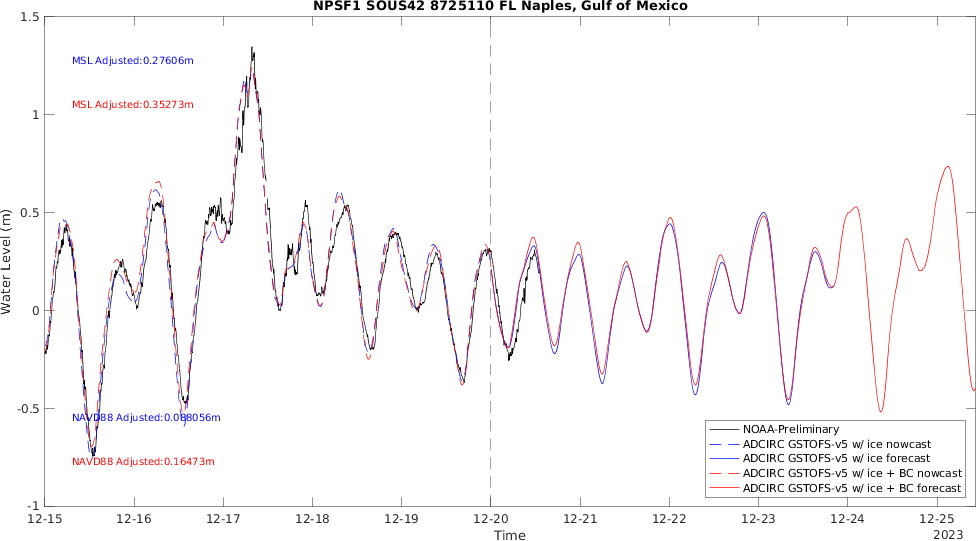 NPSF1 SOUS42 8725110 FL Naples, Gulf of Mexico
1.5
1
0.5
0
-0.5
-1
Water Level (m)
MSL Adjusted:0.27606m
MSL Adjusted:0.35273m
NAVD88 Adjusted:0.088056m
NAVD88 Adjusted:0.16473m
NOAA-Preliminary
ADCIRC GSTOFS-v5 w/ ice nowcast
ADCIRC GSTOFS-v5 w/ ice forecast
ADCIRC GSTOFS-v5 w/ ice + BC nowcast
ADCIRC GSTOFS-v5 w/ ice + BC forecast
12-15 12-16 12-17 12-18 12-19 12-20 12-21 12-22 12-23 12-24 12-25
Time
2023